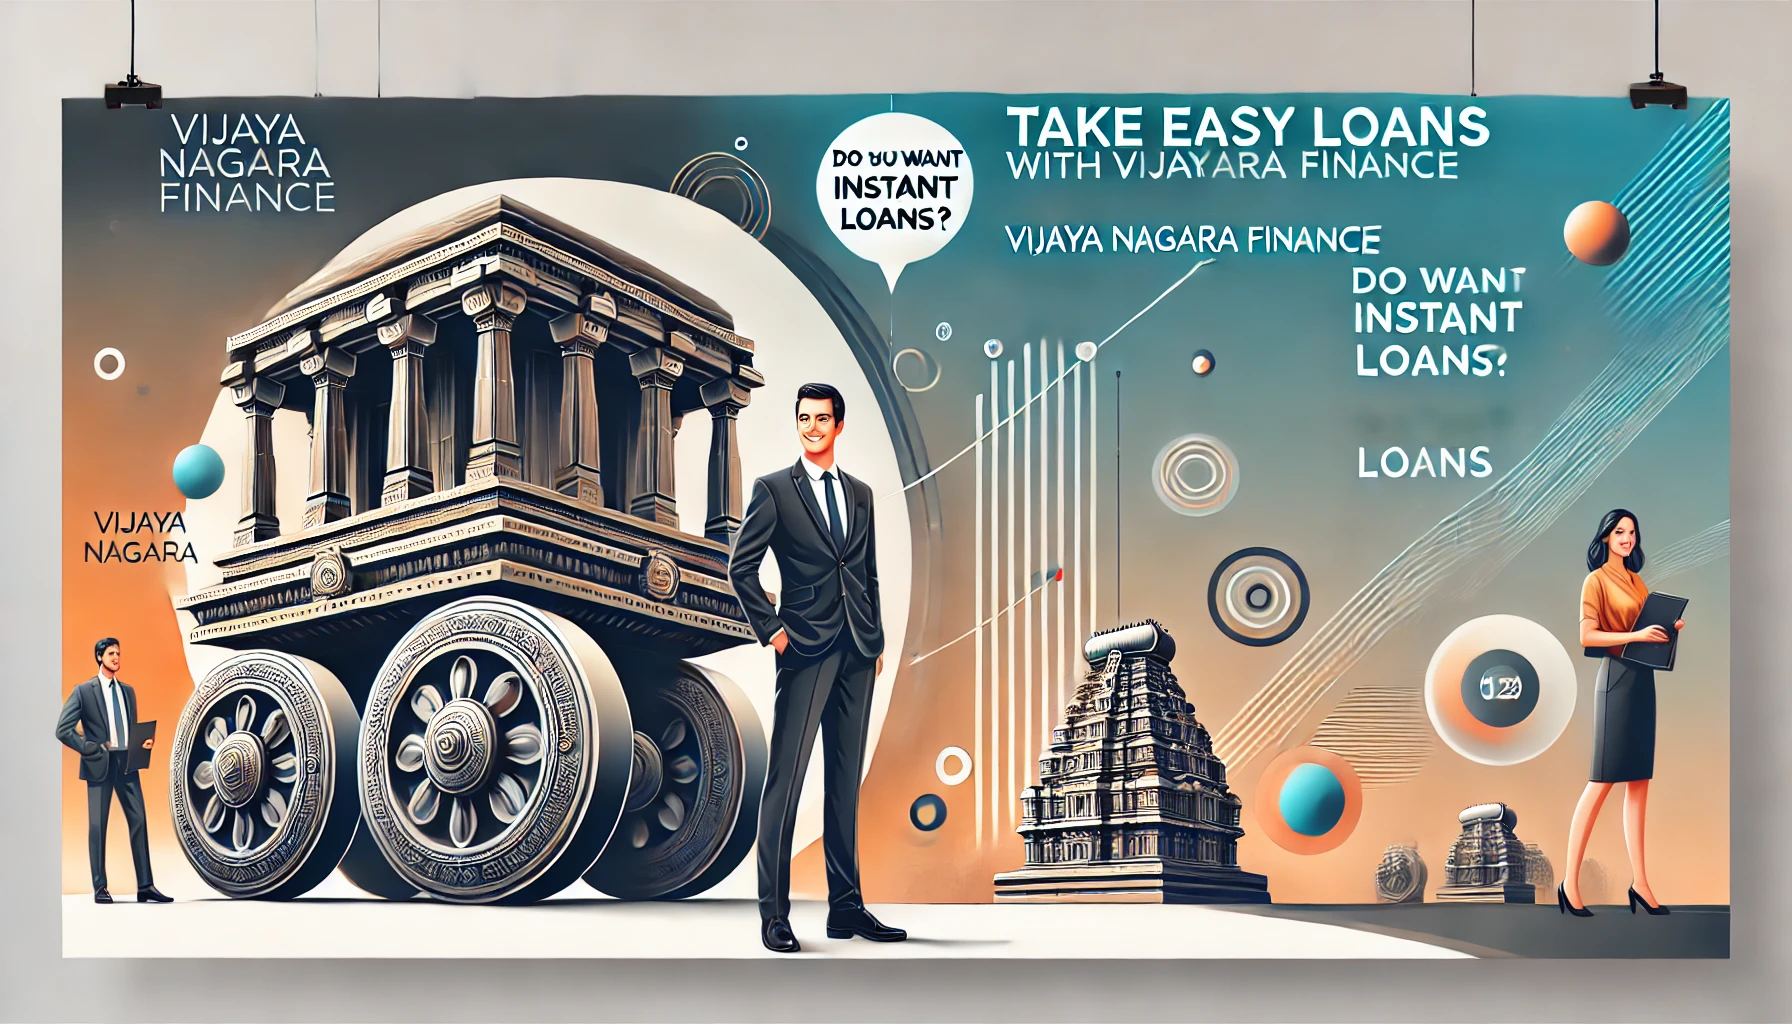 VIJAYA
NAGARA
FINANCE
VIJAYA
NAGARA
DO WANT
INSTANT
LOANS?
TAKE EASY LOANS
WITH VIJAYARA FINANCE
VIJAYA NAGARA FINANCE
DO WANT
INSTANT
LOANS?
LOANS